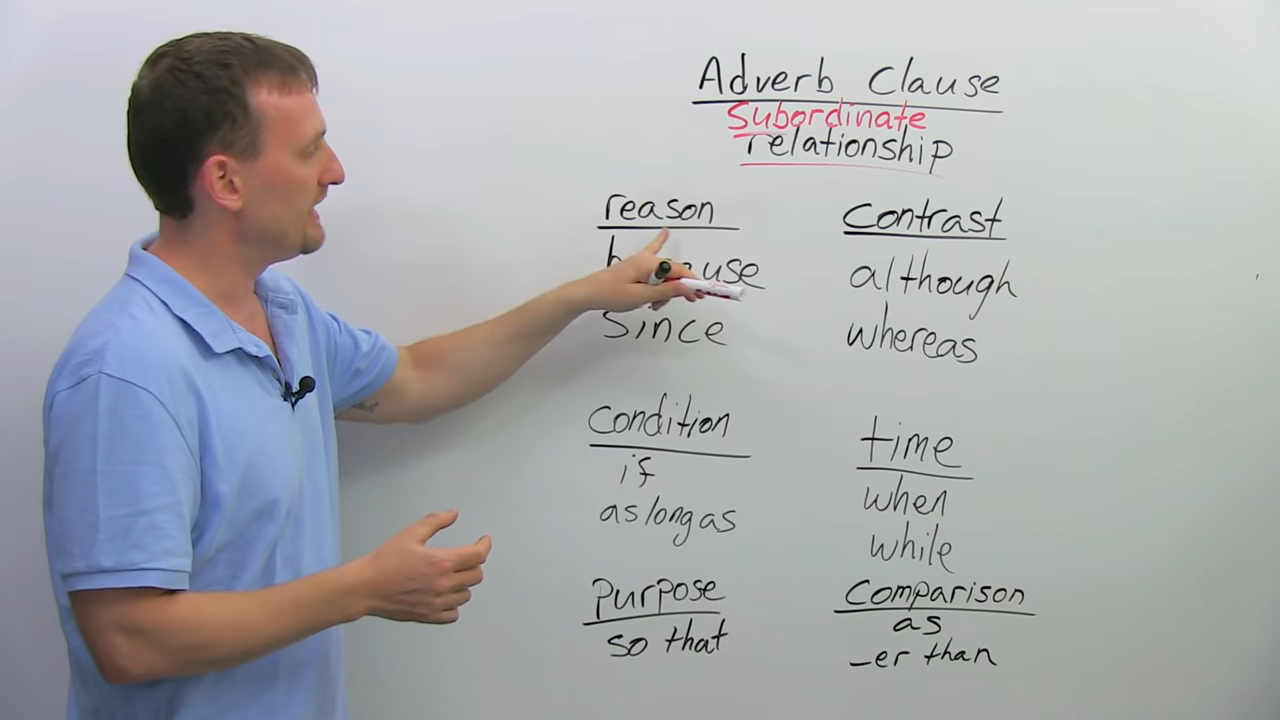 Adverb Clause
Subordinate
relationship
reason
because
Since
Contrast
although
whereas
Condition
if
as long as
time
when
while
Purpose
so that
Comparison
as
-er than